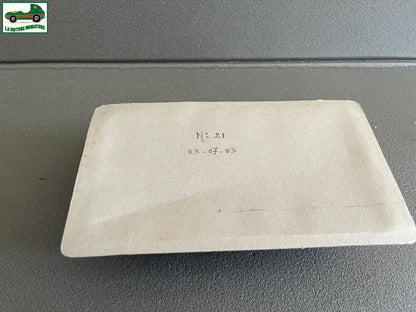 LA VOITURE MINIATURE
N: 21
03-07-03